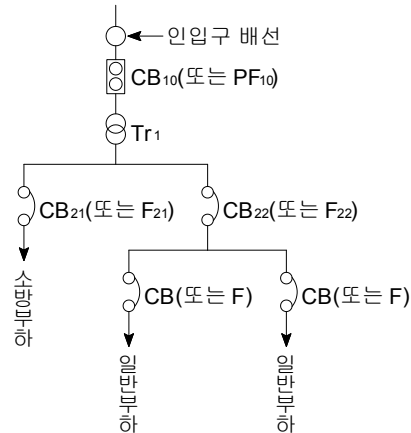 인입구 배선
CB10(또는 PF10)
Tr1
CB21(또는 F21)
CB22(또는 F22)
소방부하
CB(또는 F)
CB(또는 F)
일반부하
일반부하